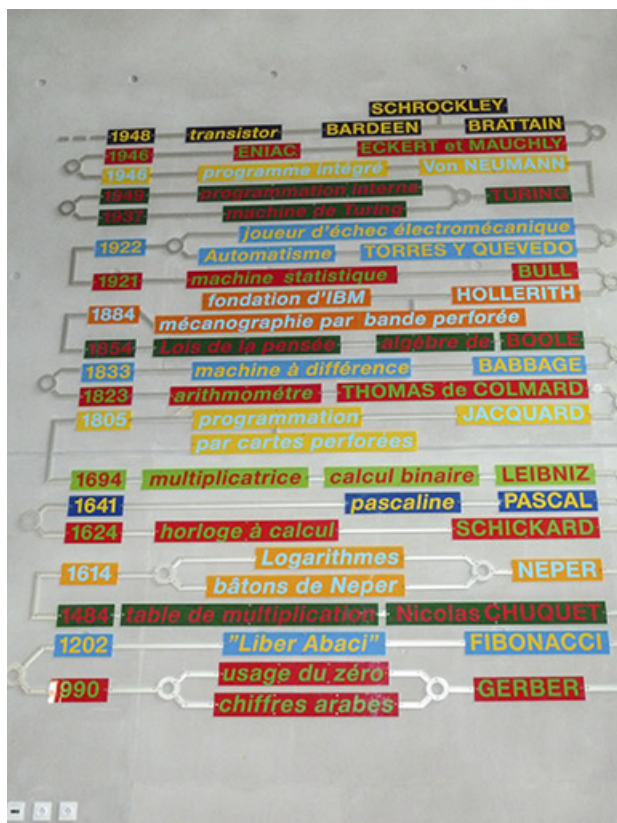 SCHROCKLEY
1948 transistor BARDEEN BRATTAIN
1946 ENIAC ECKERT et MAUCHLY
1946 programme intégré Von NEUMANN
1949 programmation interne TURING
1937 machine de Turing
joueur d'échec électromécanique
1922 Automatisme TORRES Y QUEVEDO
1921 machine statistique BULL
fondation d'IBM HOLLERITH
1884 mécanographie par bande perforée
1854 Lois de la pensée algèbre de BOOLE
1833 machine à différence BABBAGE
1823 arithmométre THOMAS de COLMARD
1805 programmation JACQUARD
par cartes perforées
1694 multiplicatrice calcul binaire LEIBNIZ
1641 pascaline PASCAL
1624 horloge à calcul SCHICKARD
Logarithmes
1614 NEPER
bâtons de Neper
1484 table de multiplication Nicolas CHUQUET
1202 "Liber Abaci" FIBONACCI
usage du zéro
990 GERBER
chiffres arabes